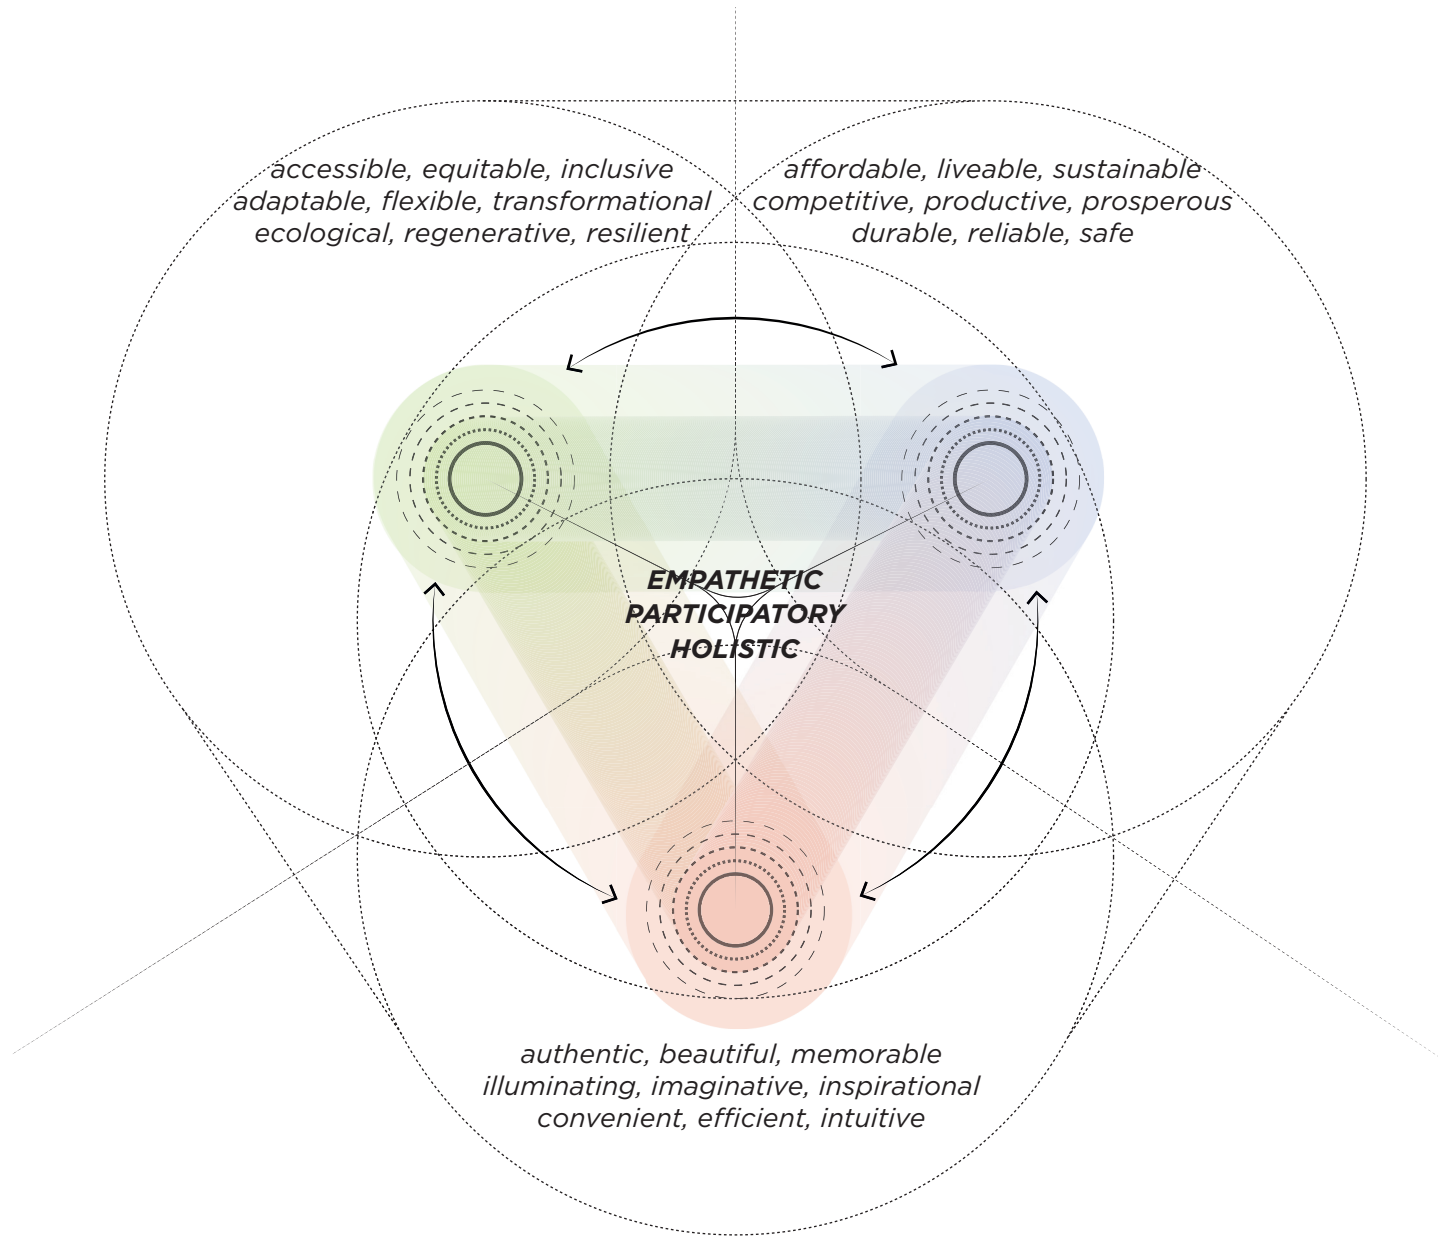 accessible, equitable, inclusive
adaptable, flexible, transformational
ecological, regenerative, resilient
affordable, liveable, sustainable
competitive, productive, prosperous
durable, reliable, safe
EMPATHETIC
PARTICIPATORY
HOLISTIC
authentic, beautiful, memorable
illuminating, imaginative, inspirational
convenient, efficient, intuitive